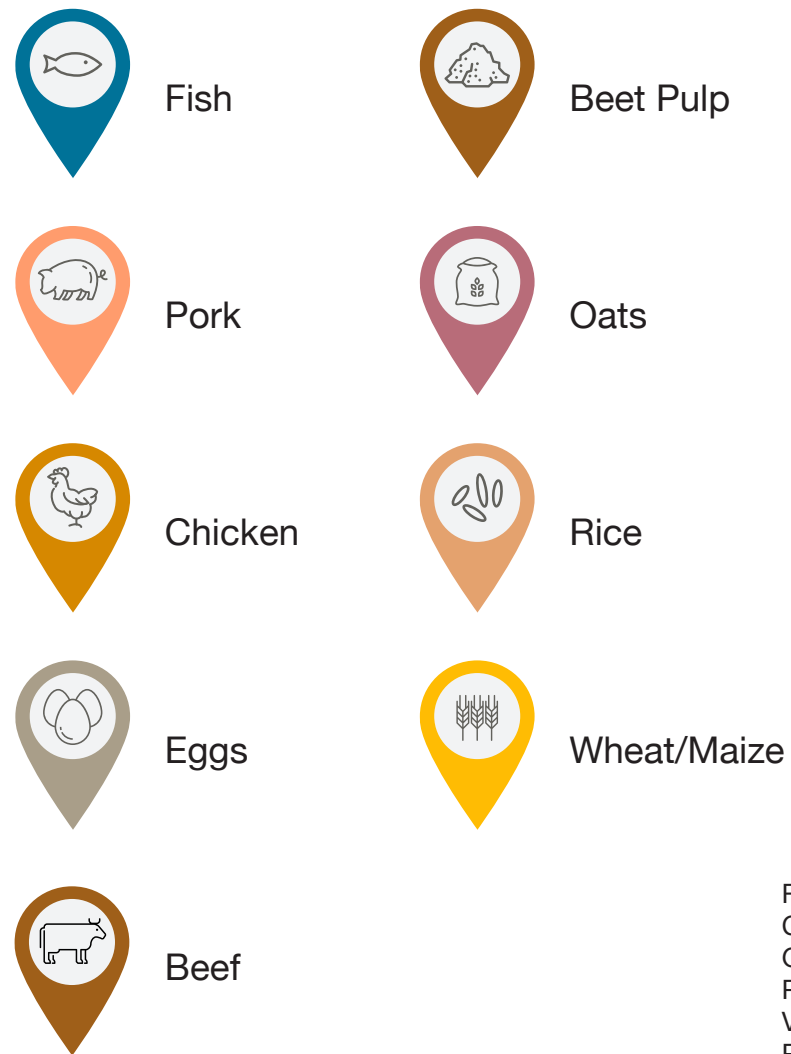 Fish
Beet Pulp
Pork
Oats
Chicken
Rice
Eggs
Wheat/Maize
Beef